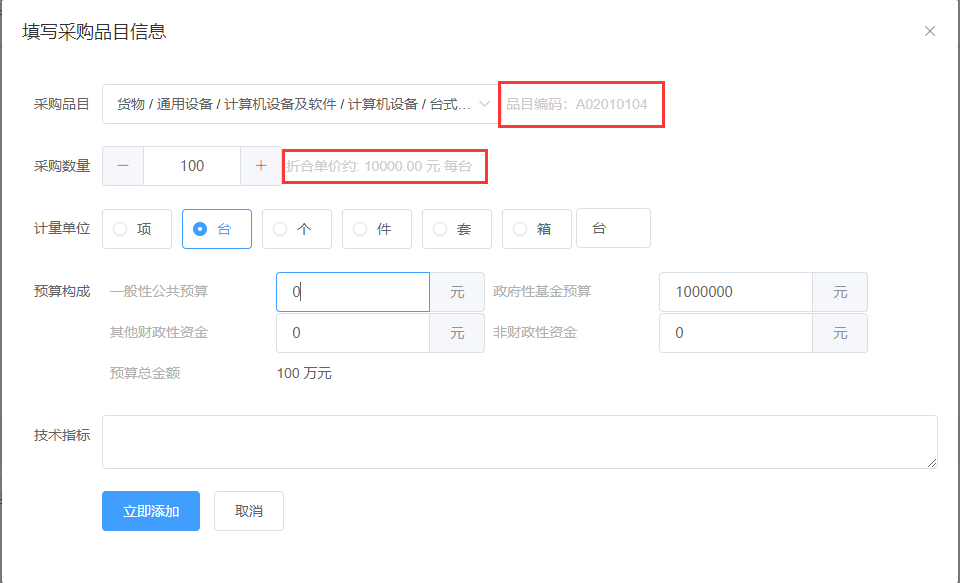 填写采购品目信息
采购品目 货物 / 通用设备 / 计算机设备及软件 / 计算机设备 / 台式... 品目编码：A02010104
采购数量 100 折合单价约: 10000.00 元 每台
计量单位 项 台 个 件 套 箱 台
预算构成 一般性公共预算 0 元 政府性基金预算 1000000 元
其他财政性资金 0 元 非财政性资金 0 元
预算总金额 100 万元
技术指标
立即添加 取消